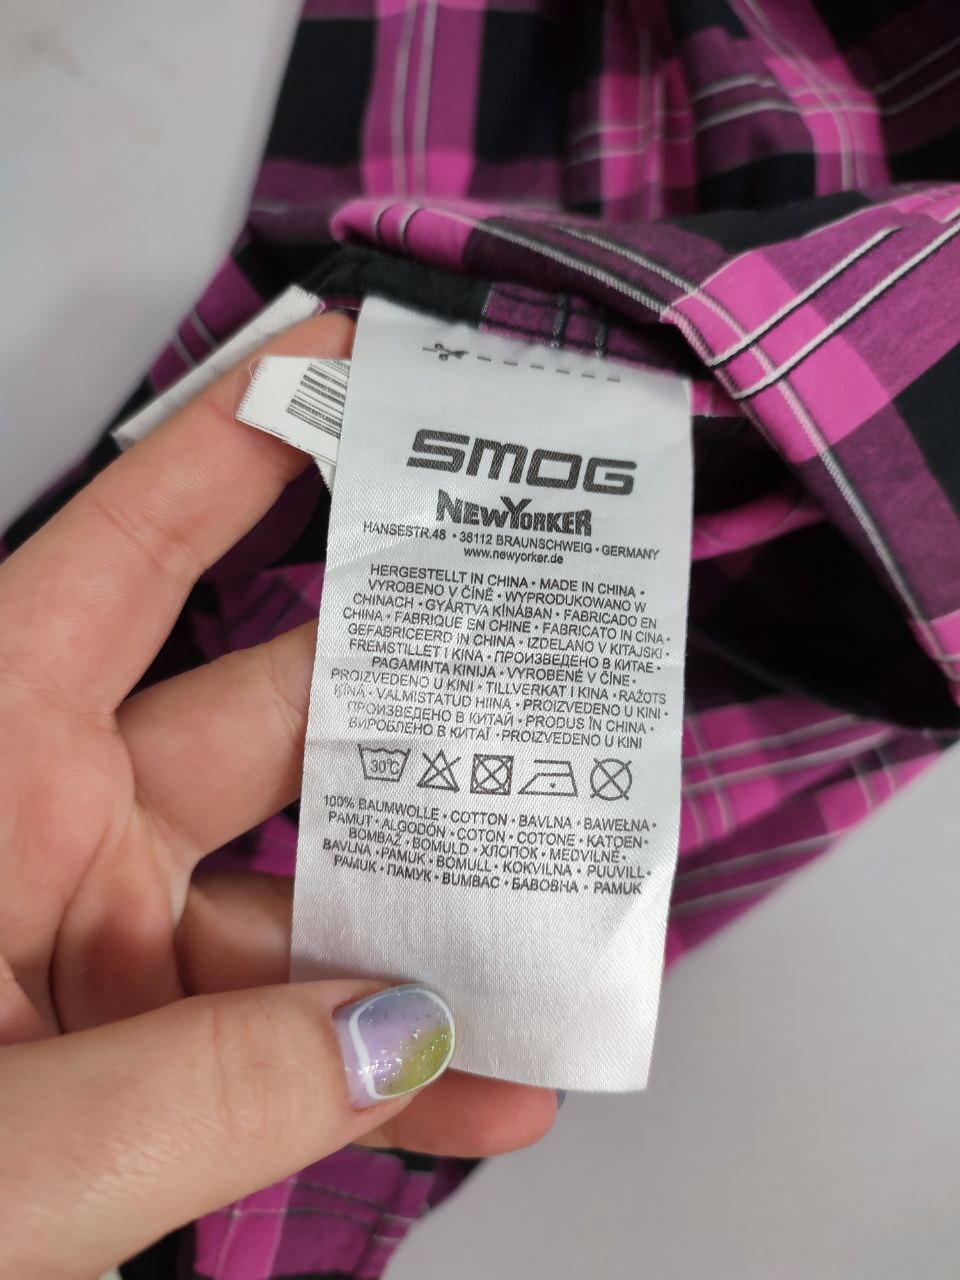 SMOG
NEWYORKER
HANSESTR.48 • 38112 BRAUNSCHWEIG • GERMANY
www.newyorker.de
HERGESTELLT IN CHINA • MADE IN CHINA •
VYROBENO V ČÍNĚ • WYPRODUKOWANO W
CHINACH • GYÁRTVA KÍNÁBAN • FABRICADO EN
CHINA • FABRIQUE EN CHINE • FABRICATO IN CINA •
GEFABRICEERD IN CHINA • IZDELANO V KITAJSKI •
FREMSTILLET I KINA • ПРОИЗВЕДЕНО В КИТАЕ •
PAGAMINTA KINIJA • VYROBENÉ V ČÍNE •
PROIZVEDENO U KINI • TILLVERKAT I KINA • RAŽOTS
ĶĪNĀ • VALMISTATUD HIINA • PROIZVEDENO U KINI •
ПРОИЗВЕДЕНО В КИТАЙ • PRODUS ÎN CHINA •
ВИРОБЛЕНО В КИТАЇ • PROIZVEDENO U KINI
30°C
100% BAUMWOLLE • COTTON • BAVLNA • BAWEŁNA •
PAMUT • ALGODÓN • COTON • COTONE • KATOEN •
BOMBAŽ • BOMULD • ХЛОПОК • MEDVILNĖ •
BAVLNA • PAMUK • BOMULL • KOKVILNA • PUUVILL •
PAMUK • ПАМУК • BUMBAC • БАВОВНА • PAMUK